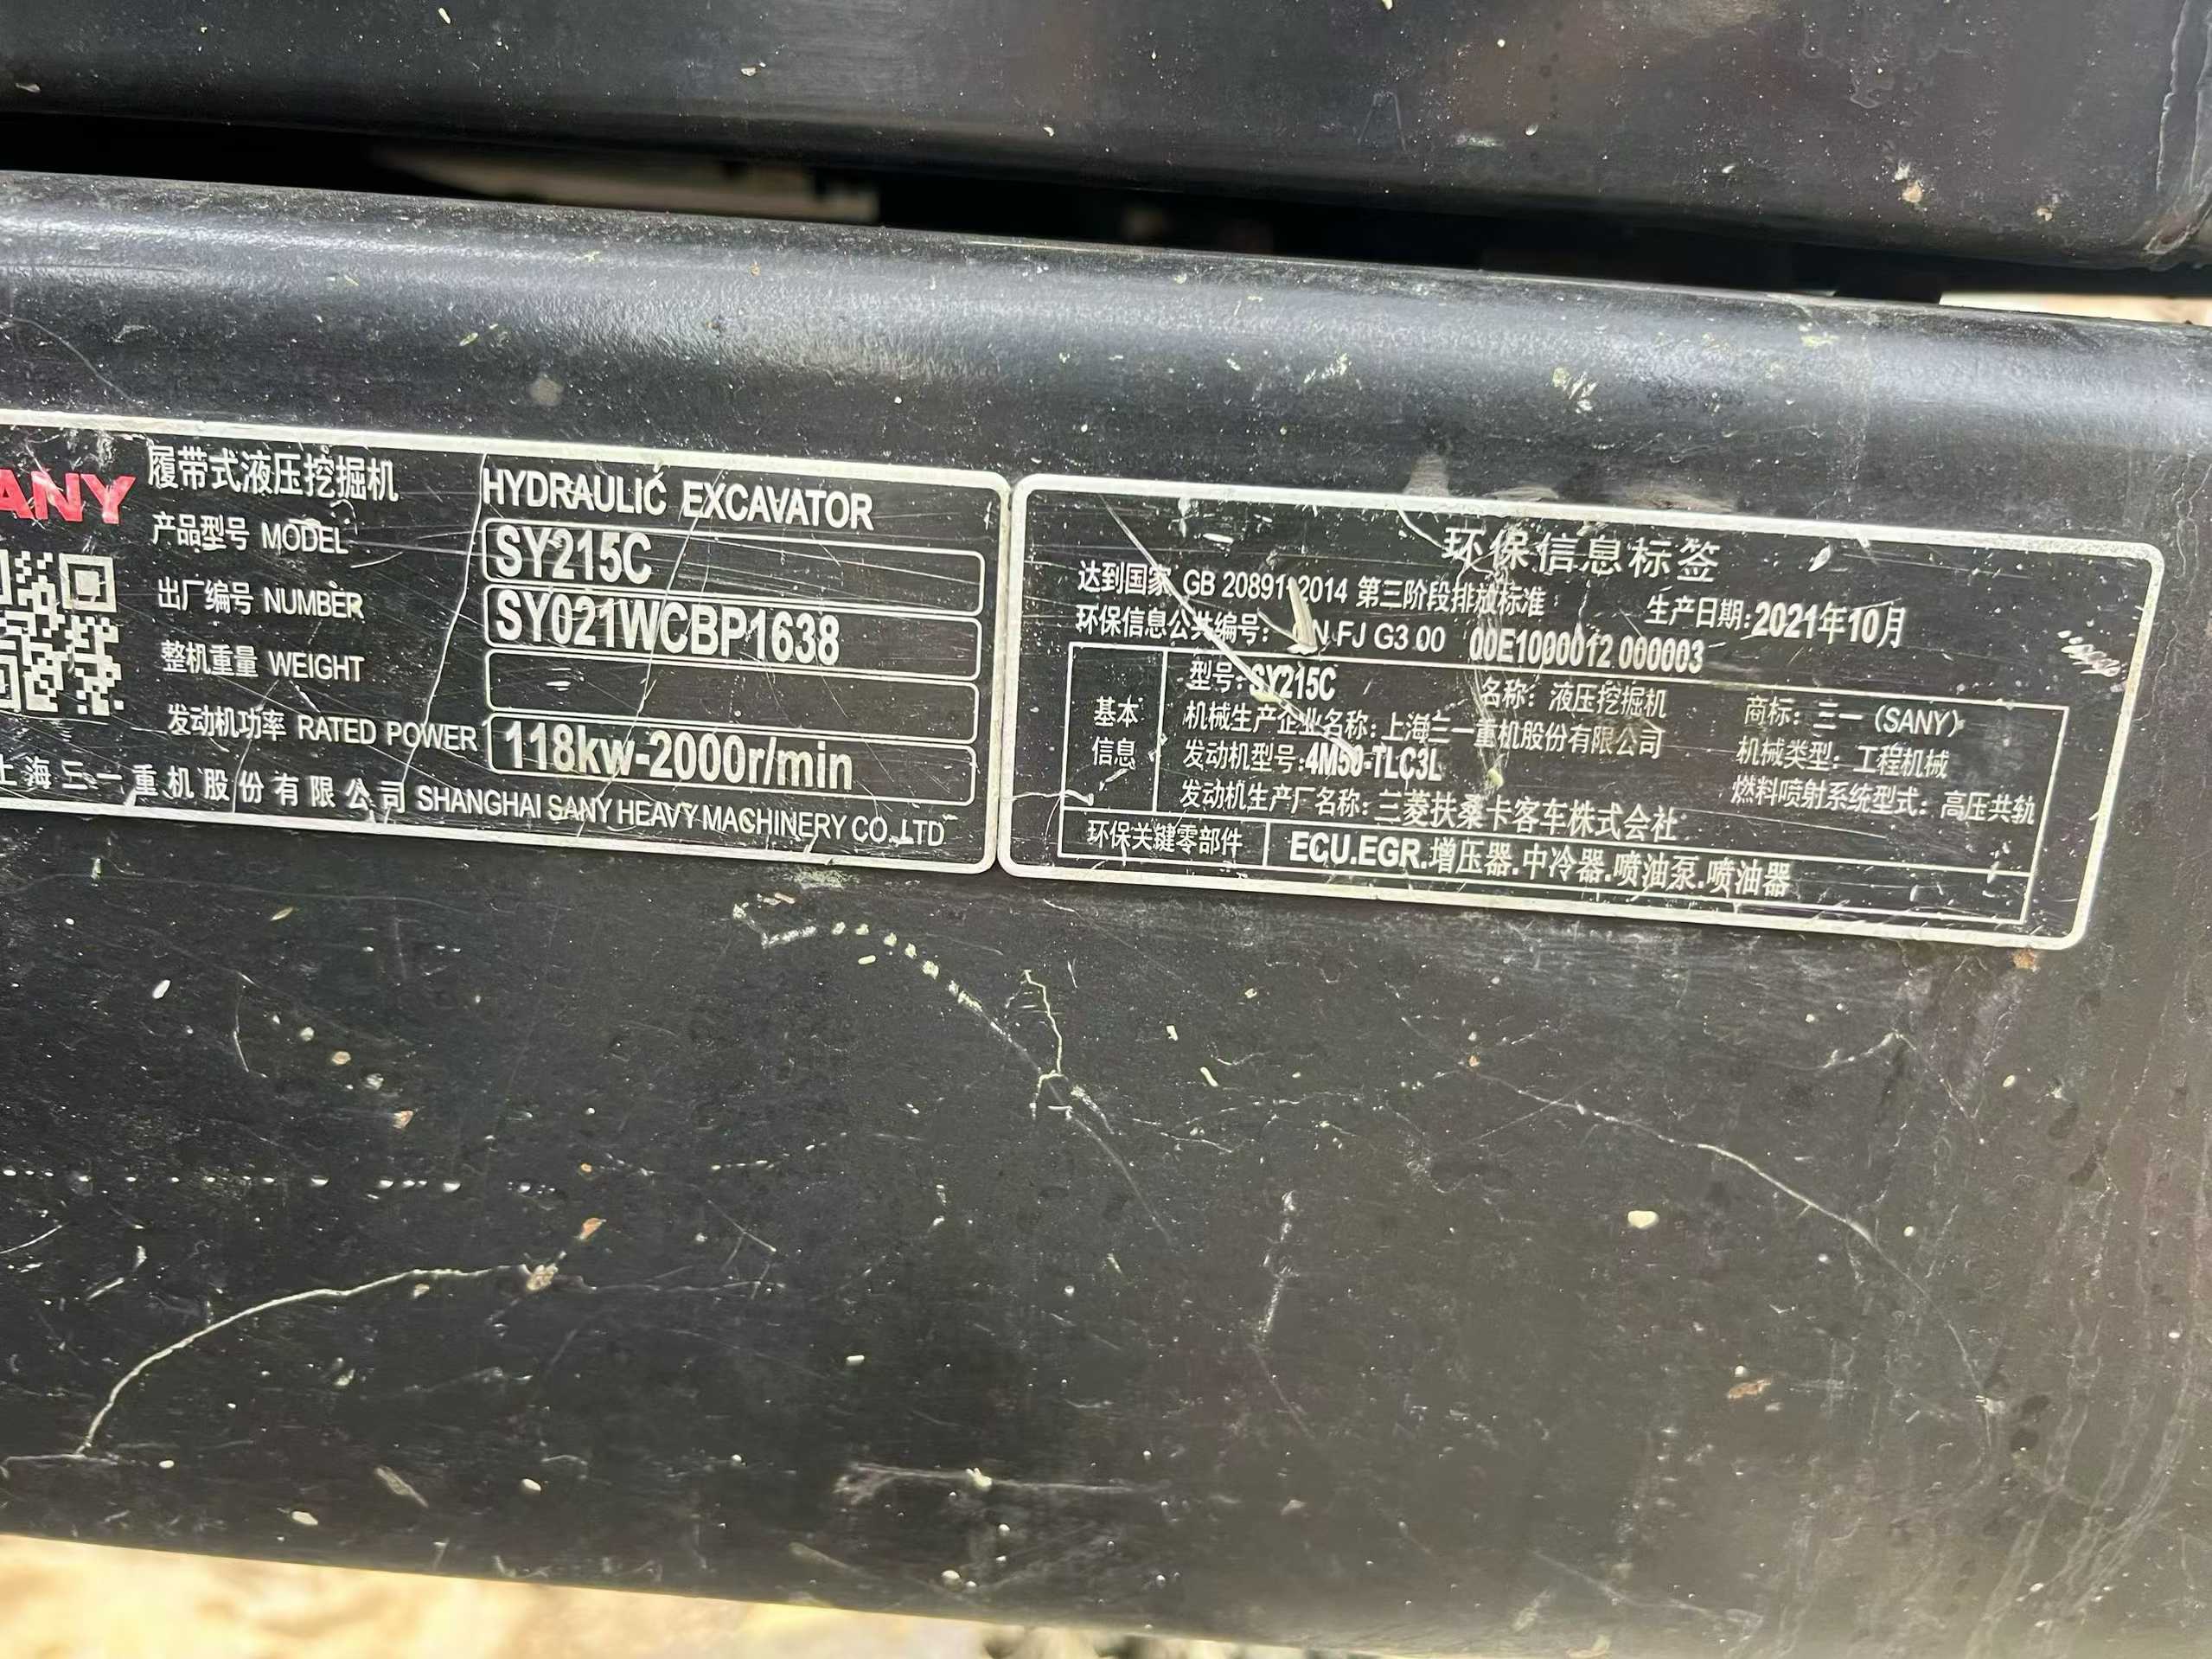 ANY
履带式液压挖掘机 HYDRAULIC EXCAVATOR
产品型号 MODEL SY215C
出厂编号 NUMBER SY021WCBP1638
整机重量 WEIGHT
发动机功率 RATED POWER 118kw-2000r/min
上海三一重机股份有限公司 SHANGHAI SANY HEAVY MACHINERY CO.,LTD
环保信息标签
达到国家 GB 20891-2014 第三阶段排放标准 生产日期:2021年10月
环保信息公共编号: FJ G3 00 00E1000012 000003
基本信息
型号:SY215C 名称: 液压挖掘机 商标: 三一 (SANY)
机械生产企业名称: 上海三一重机股份有限公司 机械类型: 工程机械
发动机型号:4M50-TLC3L 燃料喷射系统型式: 高压共轨
发动机生产厂名称: 三菱扶桑卡客车株式会社
环保关键零部件 ECU.EGR.增压器.中冷器.喷油泵.喷油器